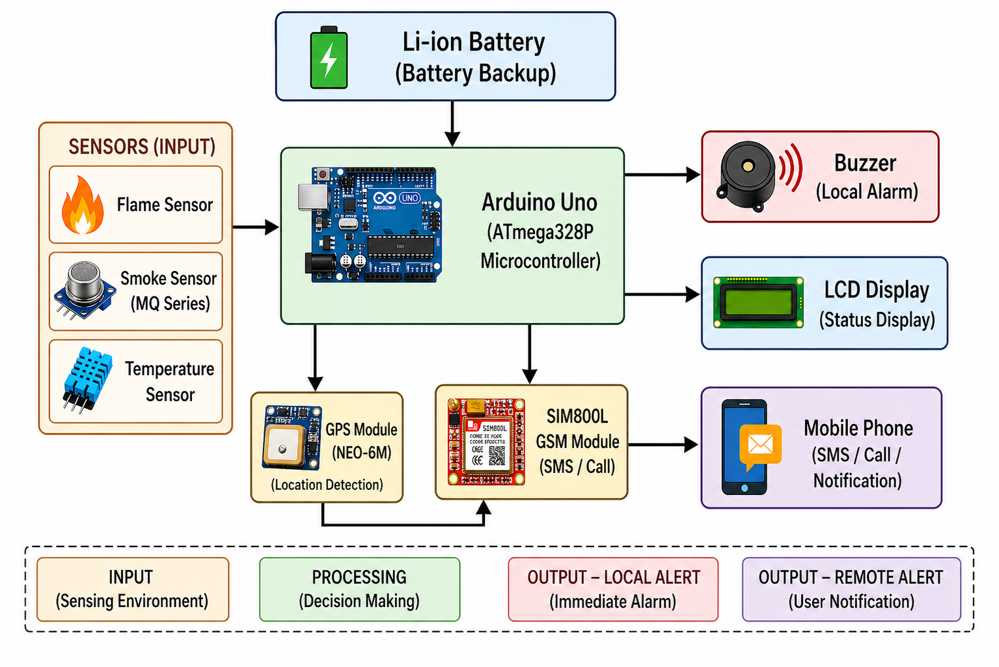 Li-ion Battery
(Battery Backup)
SENSORS (INPUT)
Flame Sensor
Smoke Sensor
(MQ Series)
Temperature
Sensor
UNO
Arduino Uno
(ATmega328P
Microcontroller)
Buzzer
(Local Alarm)
LCD Display
(Status Display)
GPS Module
(NEO-6M)
(Location Detection)
SIM800L
SIM800L
GSM Module
(SMS / Call)
Mobile Phone
(SMS / Call /
Notification)
INPUT
(Sensing Environment)
PROCESSING
(Decision Making)
OUTPUT – LOCAL ALERT
(Immediate Alarm)
OUTPUT – REMOTE ALERT
(User Notification)